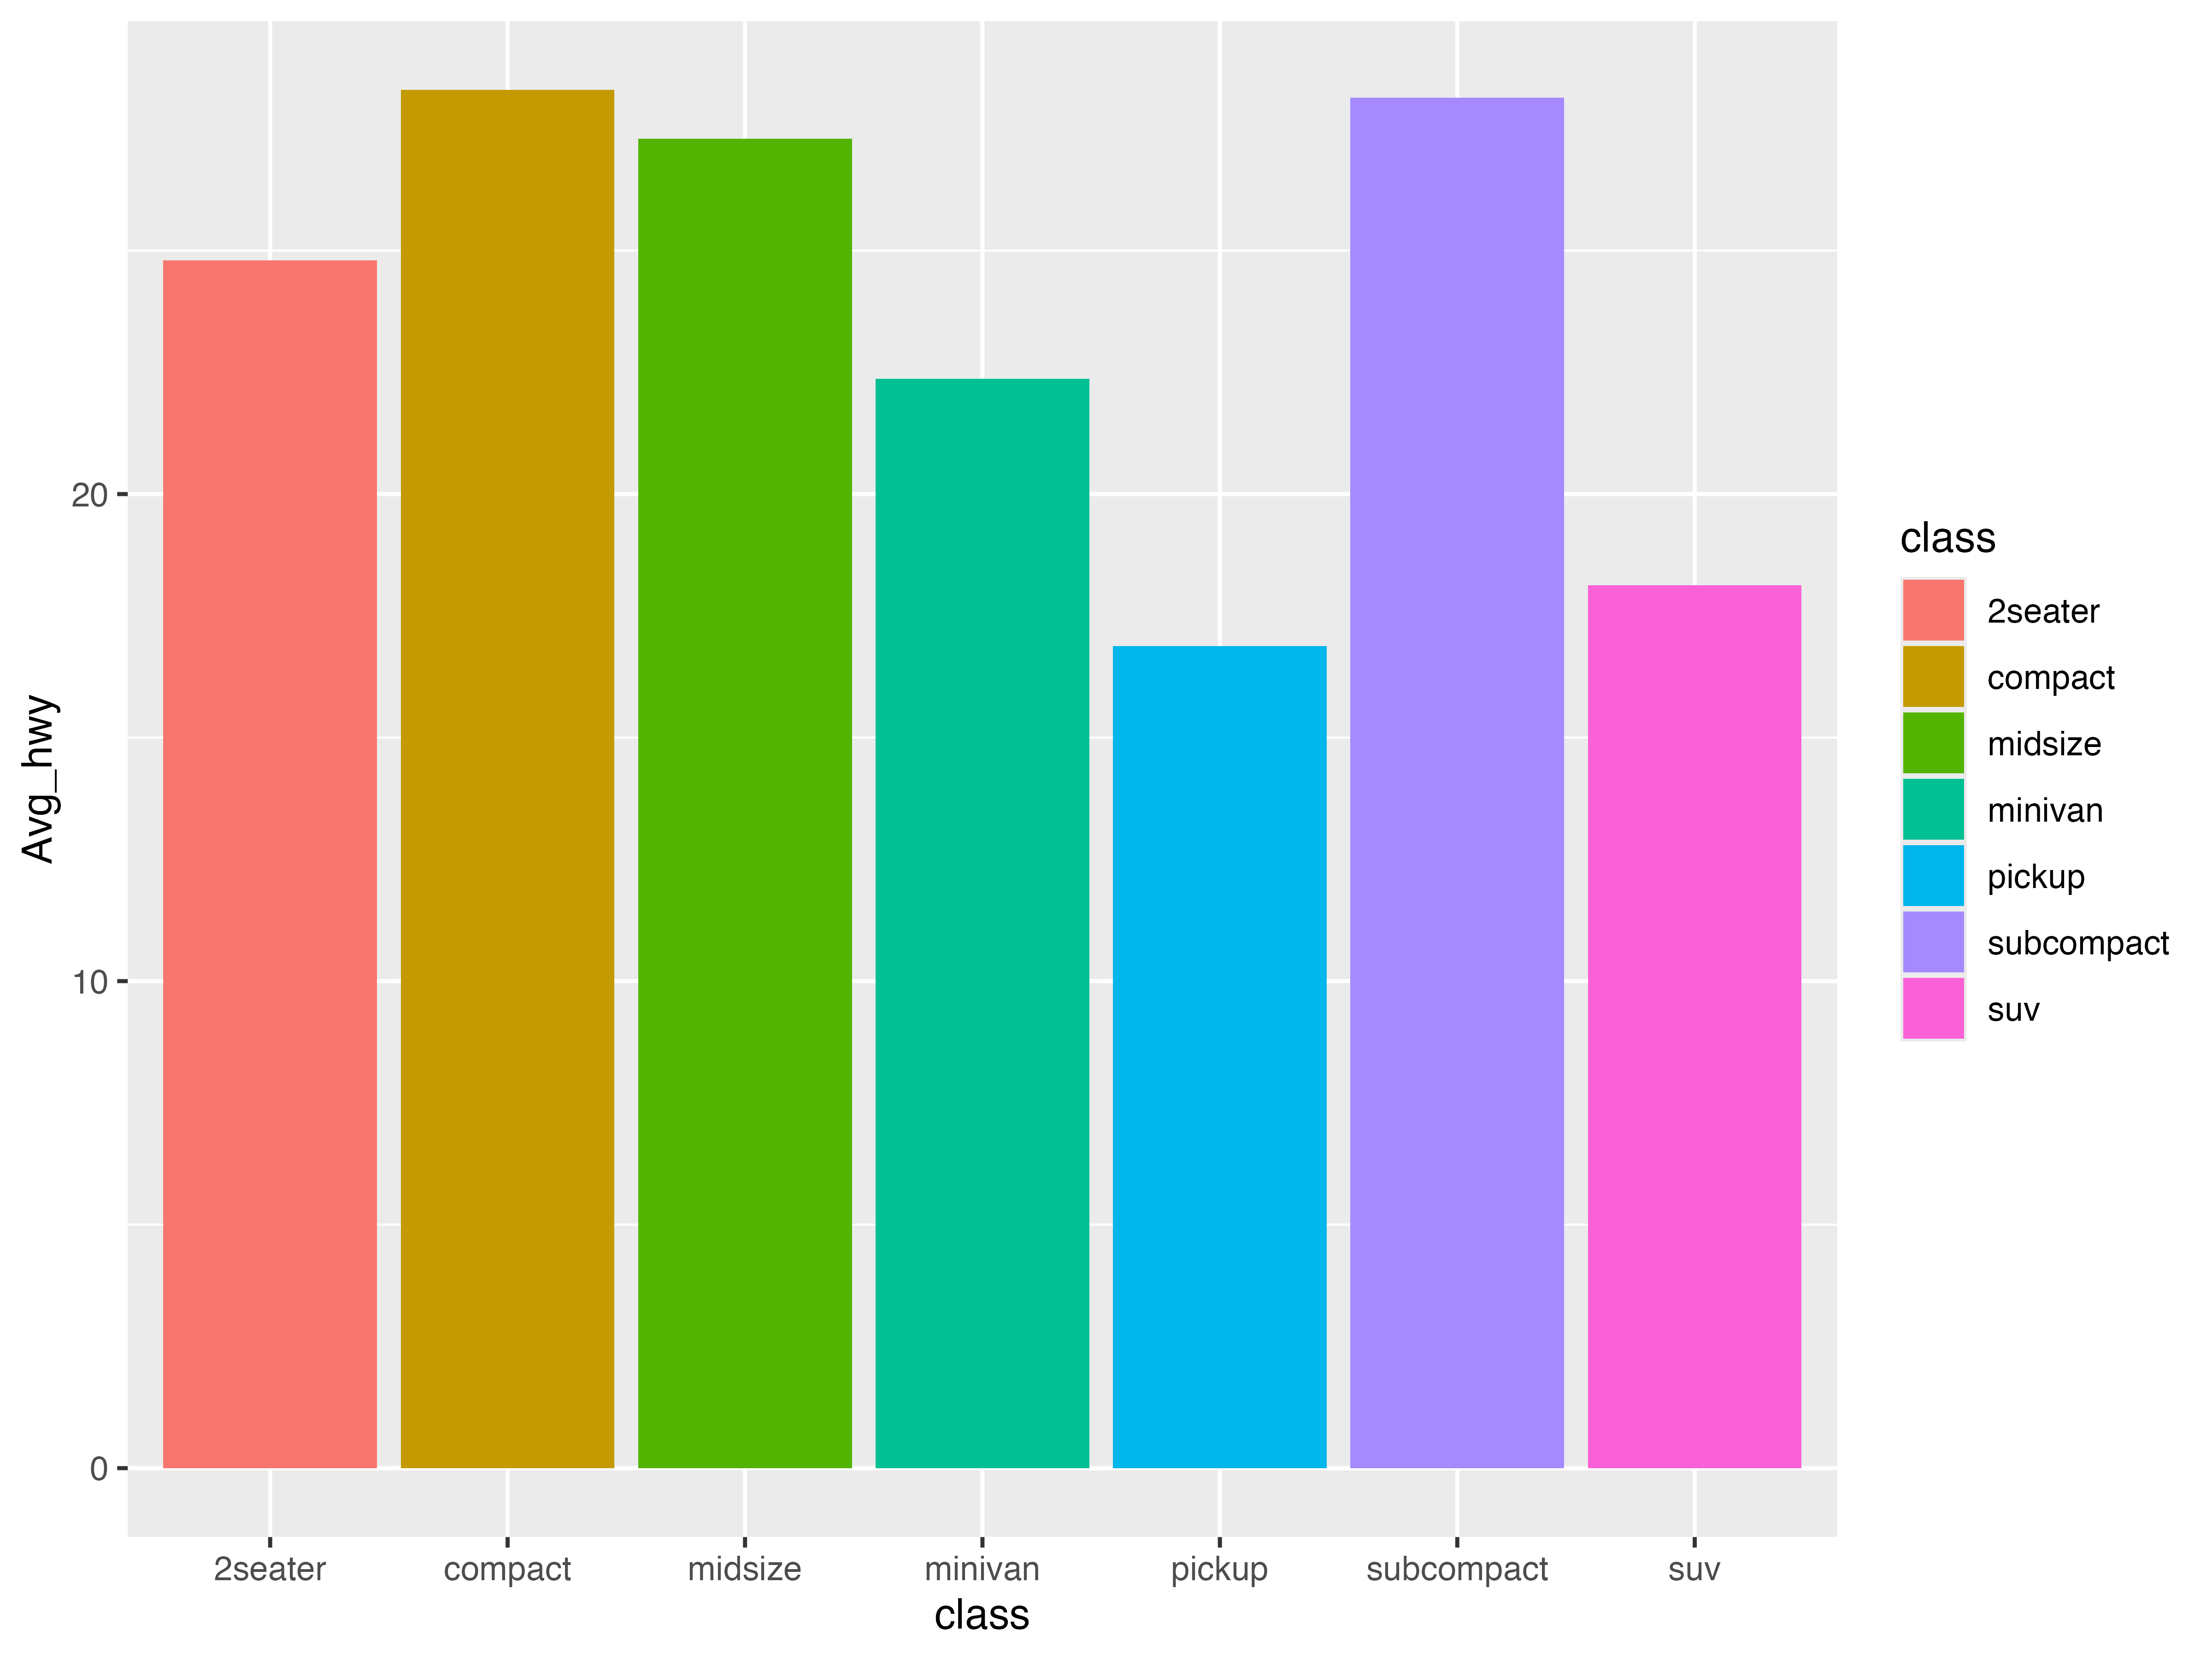 Avg_hwy
20
10
0
2seater compact midsize minivan pickup subcompact suv
class
class
2seater
compact
midsize
minivan
pickup
subcompact
suv